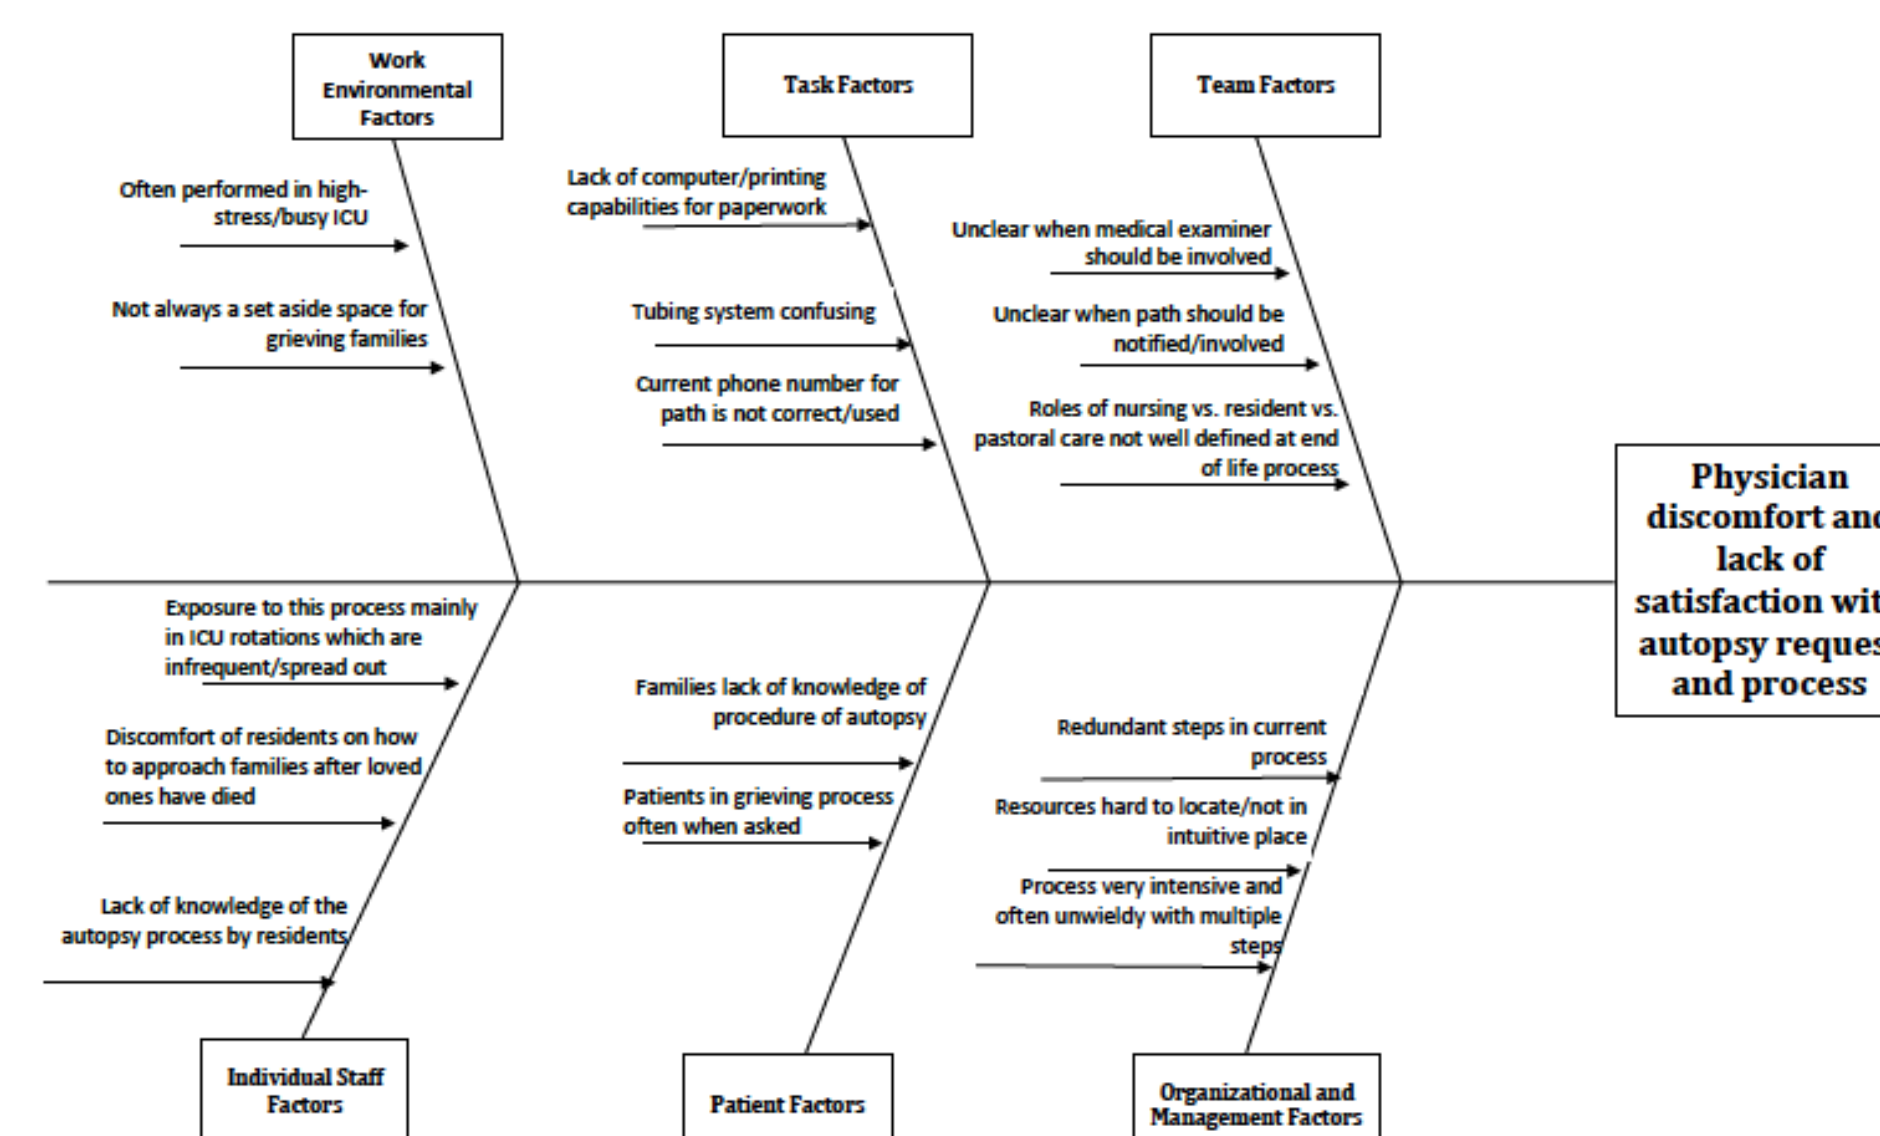 Work
Environmental
Factors
Task Factors
Team Factors
Often performed in high-
stress/busy ICU
Not always a set aside space for
grieving families
Lack of computer/printing
capabilities for paperwork
Tubing system confusing
Current phone number for
path is not correct/used
Unclear when medical examiner
should be involved
Unclear when path should be
notified/involved
Roles of nursing vs. resident vs.
pastoral care not well defined at end
of life process
Physician
discomfort and
lack of
satisfaction with
autopsy request
and process
Exposure to this process mainly
in ICU rotations which are
infrequent/spread out
Discomfort of residents on how
to approach families after loved
ones have died
Lack of knowledge of the
autopsy process by residents
Families lack of knowledge of
procedure of autopsy
Patients in grieving process
often when asked
Redundant steps in current
process
Resources hard to locate/not in
intuitive place
Process very intensive and
often unwieldy with multiple
steps
Individual Staff
Factors
Patient Factors
Organizational and
Management Factors